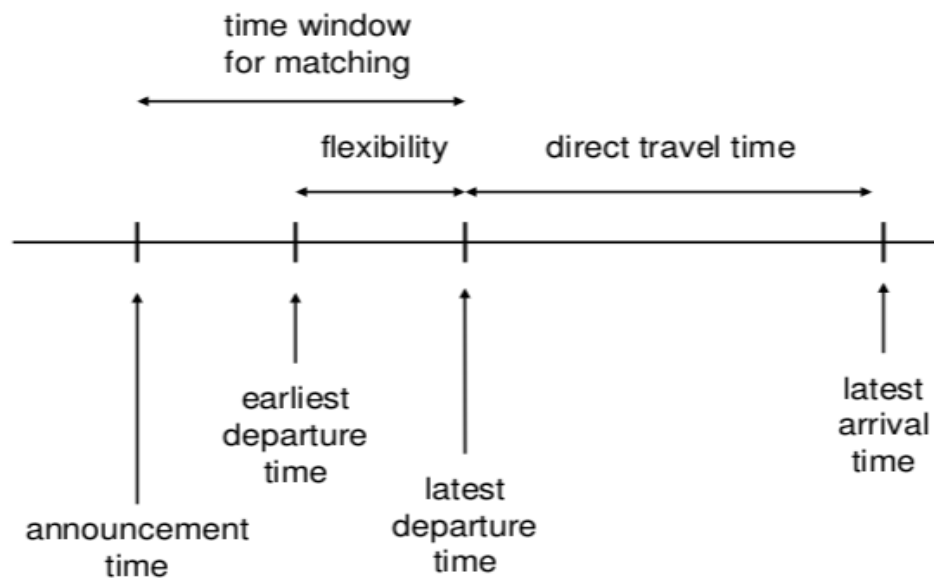 time window
for matching
flexibility
direct travel time
earliest
departure
time
latest
arrival
time
latest
departure
time
announcement
time